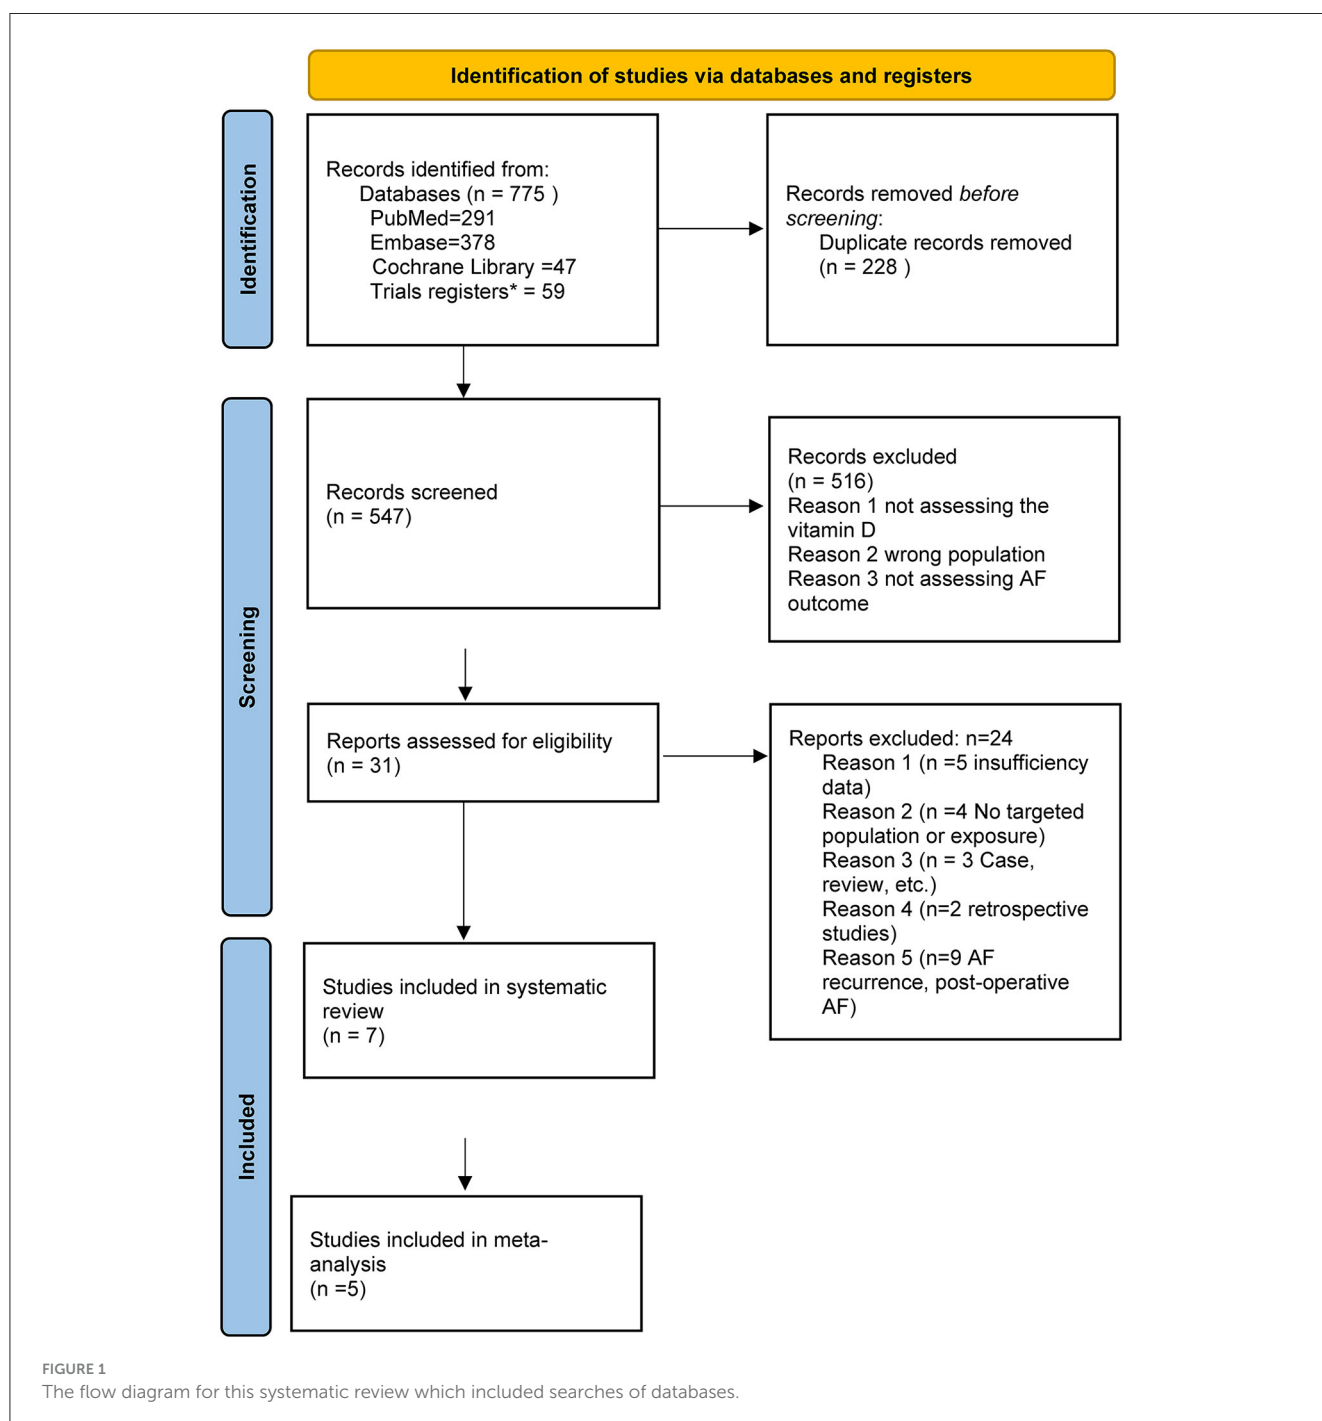 Identification of studies via databases and registers
Identification
Records identified from:
Databases (n = 775 )
PubMed=291
Embase=378
Cochrane Library =47
Trials registers* = 59
Records removed before
screening:
Duplicate records removed
(n = 228 )
Screening
Records screened
(n = 547)
Records excluded
(n = 516)
Reason 1 not assessing the
vitamin D
Reason 2 wrong population
Reason 3 not assessing AF
outcome
Reports assessed for eligibility
(n = 31)
Reports excluded: n=24
Reason 1 (n =5 insufficiency
data)
Reason 2 (n =4 No targeted
population or exposure)
Reason 3 (n = 3 Case,
review, etc.)
Reason 4 (n=2 retrospective
studies)
Reason 5 (n=9 AF
recurrence, post-operative
AF)
Included
Studies included in systematic
review
(n = 7)
Studies included in meta-
analysis
(n =5)
FIGURE 1
The flow diagram for this systematic review which included searches of databases.